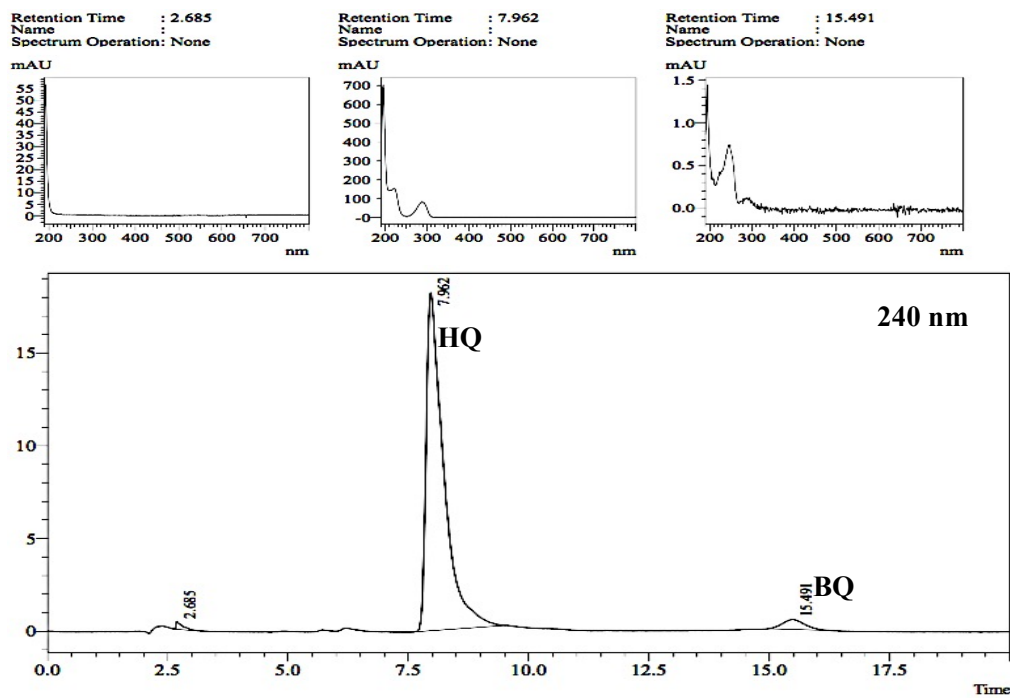 Retention Time : 2.685
Name :
Spectrum Operation: None
mAU
55
50
45
40
35
30
25
20
15
10
5
0
200 300 400 500 600 700
nm
Retention Time : 7.962
Name :
Spectrum Operation: None
mAU
700
600
500
400
300
200
100
-0
200 300 400 500 600 700
nm
Retention Time : 15.491
Name :
Spectrum Operation: None
mAU
1.5
1.0
0.5
0.0
200 300 400 500 600 700
nm
7.962
HQ
240 nm
15
10
5
0
2.685
15.491
BQ
0.0 2.5 5.0 7.5 10.0 12.5 15.0 17.5
Time